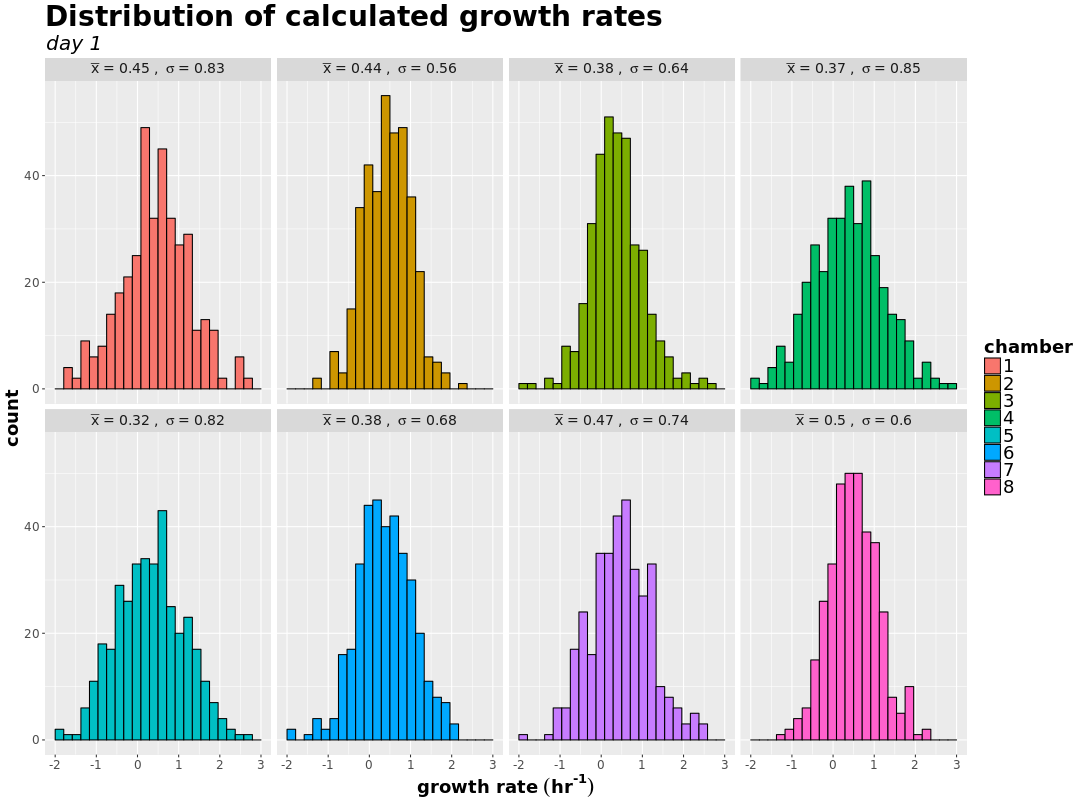 Distribution of calculated growth rates
day 1
x̅ = 0.45 , σ = 0.83
x̅ = 0.44 , σ = 0.56
x̅ = 0.38 , σ = 0.64
x̅ = 0.37 , σ = 0.85
40
20
0
x̅ = 0.32 , σ = 0.82
x̅ = 0.38 , σ = 0.68
x̅ = 0.47 , σ = 0.74
x̅ = 0.5 , σ = 0.6
40
20
0
count
-2 -1 0 1 2 3
-2 -1 0 1 2 3
-2 -1 0 1 2 3
-2 -1 0 1 2 3
growth rate (hr⁻¹)
chamber
1
2
3
4
5
6
7
8